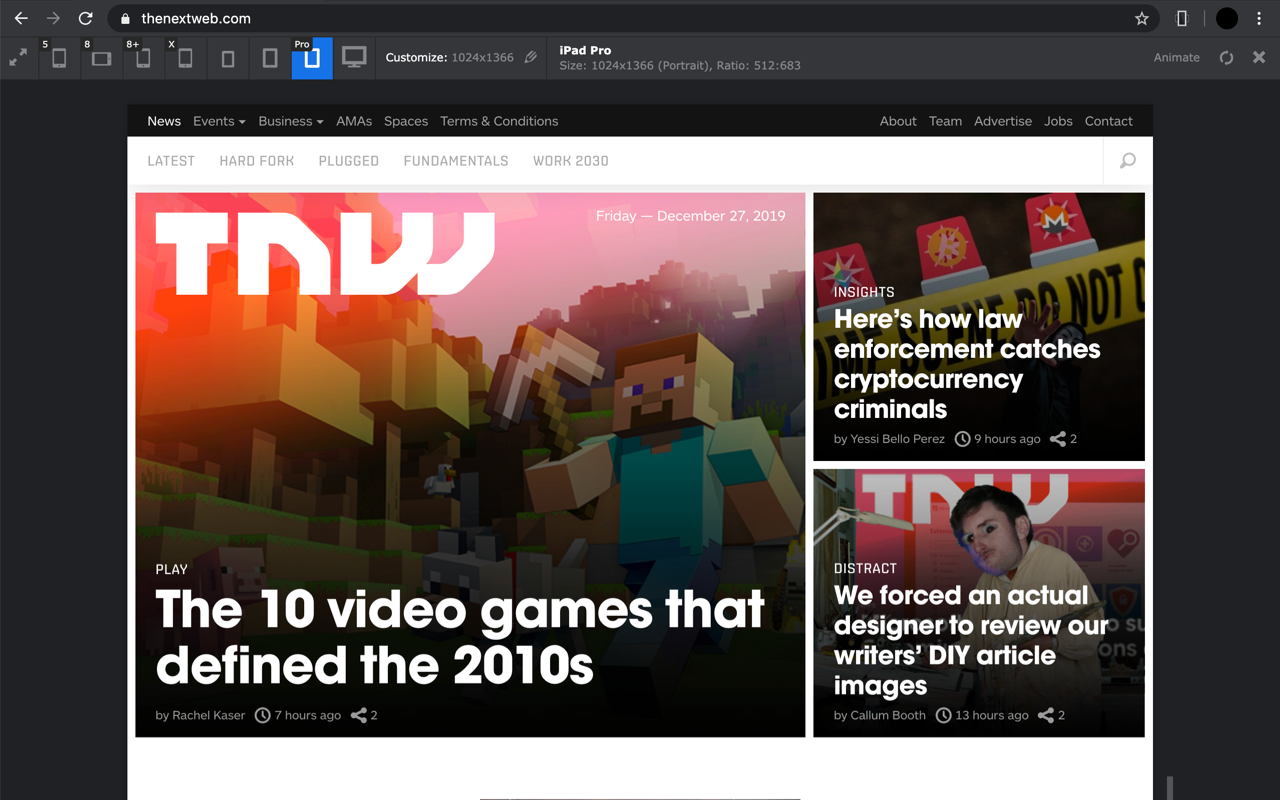 thenextweb.com
5 8 8+ X Pro
Customize: 1024x1366
iPad Pro
Size: 1024x1366 (Portrait), Ratio: 512:683
Animate
News Events Business AMAs Spaces Terms & Conditions About Team Advertise Jobs Contact
LATEST HARD FORK PLUGGED FUNDAMENTALS WORK 2030
TNW
Friday — December 27, 2019
PLAY
The 10 video games that
defined the 2010s
by Rachel Kaser 7 hours ago 2
DO NOT
INSIGHTS
Here's how law
enforcement catches
cryptocurrency
criminals
by Yessi Bello Perez 9 hours ago 2
TNW
DISTRACT
We forced an actual
designer to review our
writers' DIY article
images
by Callum Booth 13 hours ago 2